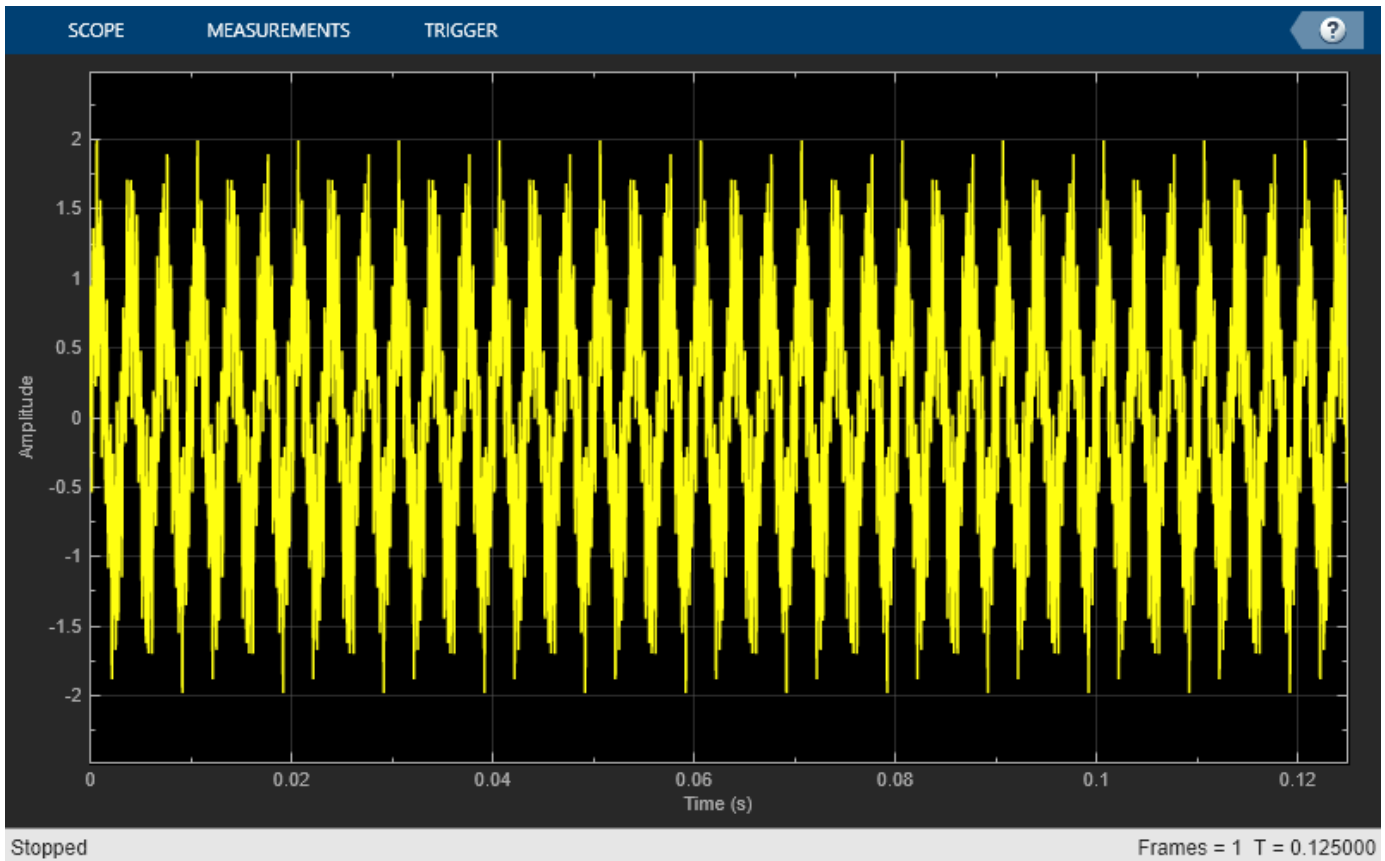 SCOPE MEASUREMENTS TRIGGER ?
2
1.5
1
0.5
0
-0.5
-1
-1.5
-2
Amplitude
0 0.02 0.04 0.06 0.08 0.1 0.12
Time (s)
Stopped Frames = 1 T = 0.125000